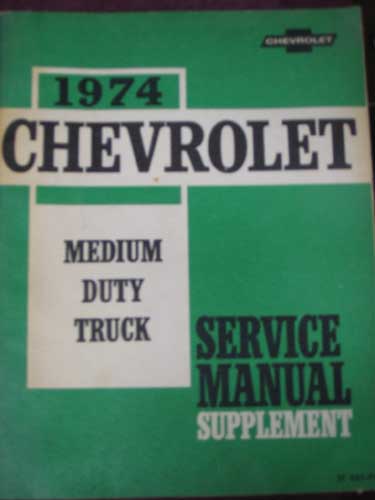 CHEVROLET
1974
CHEVROLET
MEDIUM
DUTY
TRUCK
SERVICE
MANUAL
SUPPLEMENT